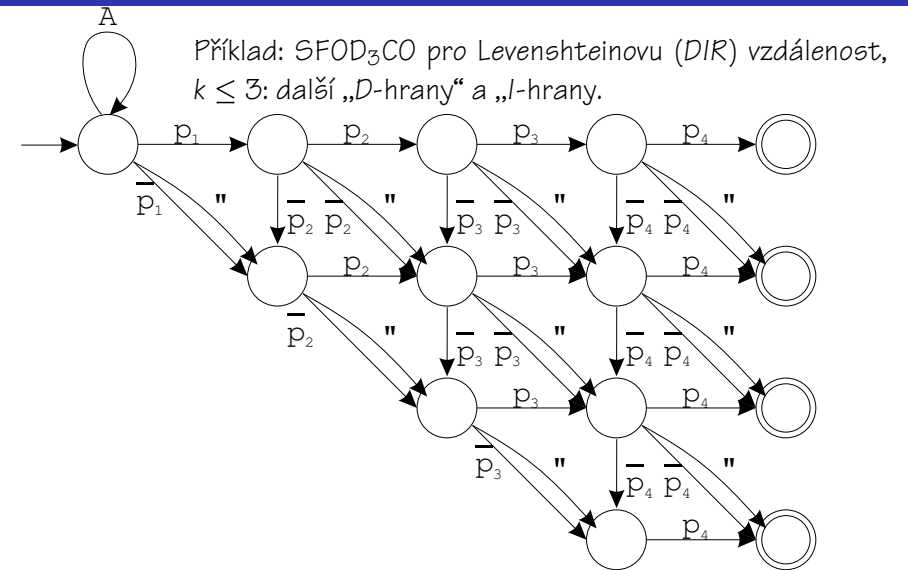 A
Příklad: SFOD₃CO pro Levenshteinovu (DIR) vzdálenost,
k ≤ 3: další „D-hrany“ a „I-hrany.
p₁ p₂ p₃ p₄
p̅₁ " p̅₂ p̅₂ " p̅₃ p̅₃ " p̅₄ p̅₄ "
p₂ p₃ p₄
p̅₂ " p̅₃ p̅₃ " p̅₄ p̅₄ "
p₃ p₄
p̅₃ " p̅₄ p̅₄ "
p₄